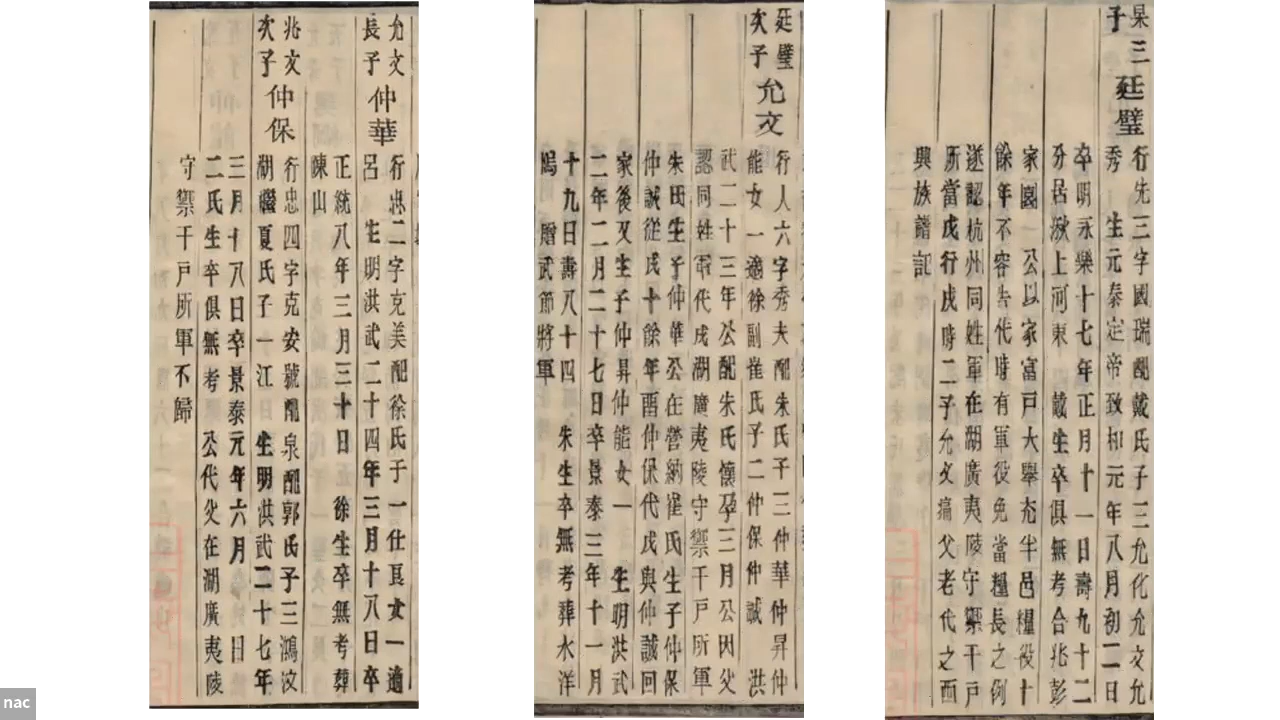 杲三
子
廷璧
行先三字國瑞配戴氏子三允化允文允
秀 生元泰定帝致和元年八月初二日
卒明永樂十七年正月十一日壽九十二
分居湫上河東 戴生卒俱無考合兆彭
家園 一公以家富戶大舉充半邑糧役十
餘年不容告代時有軍役免當糧長之例
遂認杭州同姓軍在湖廣夷陵守禦千戶
所當戍行戍時二子允文痛父老代之西
興族譜記
廷璧
次子
允文
行人六字秀夫配朱氏子三仲華仲昇仲
能女一適徐副崔氏子二仲保仲誠 洪
武二十三年公配朱氏懷孕三月公因父
認同姓軍代戍湖廣夷陵守禦千戶所軍
朱氏生子仲華公在營納崔氏生子仲保
仲誠從戍十餘年畱仲保代戍與仲誠回
家後又生子仲昇仲能女一 生明洪武
二年二月二十七日卒景泰三年十一月
十九日壽八十四 朱生卒無考葬水洋
塢 贈武節將軍
允文
長子
仲華
行忠二字克美配徐氏子一仕良女一適
呂 生明洪武二十四年三月十八日卒
正統八年三月三十日 徐生卒無考葬
陳山
兆文
次子
仲保
行忠四字克安號醒泉配郭氏子三鴻汶
湖繼夏氏子一江 生明洪武二十七年
三月十八日卒景泰元年六月 日
二氏生卒俱無考 公代父在湖廣夷陵
守禦千戶所軍不歸
nac